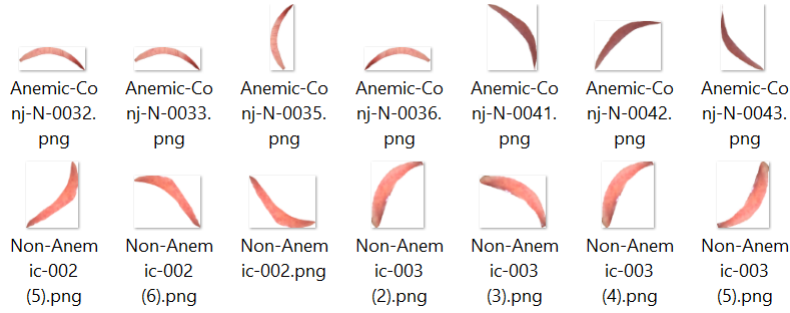 Anemic-Co Anemic-Co Anemic-Co Anemic-Co Anemic-Co Anemic-Co Anemic-Co
nj-N-0032. nj-N-0033. nj-N-0035. nj-N-0036. nj-N-0041. nj-N-0042. nj-N-0043.
png png png png png png png
Non-Anem Non-Anem Non-Anem Non-Anem Non-Anem Non-Anem Non-Anem
ic-002 ic-002 ic-002.png ic-003 ic-003 ic-003 ic-003
(5).png (6).png (2).png (3).png (4).png (5).png